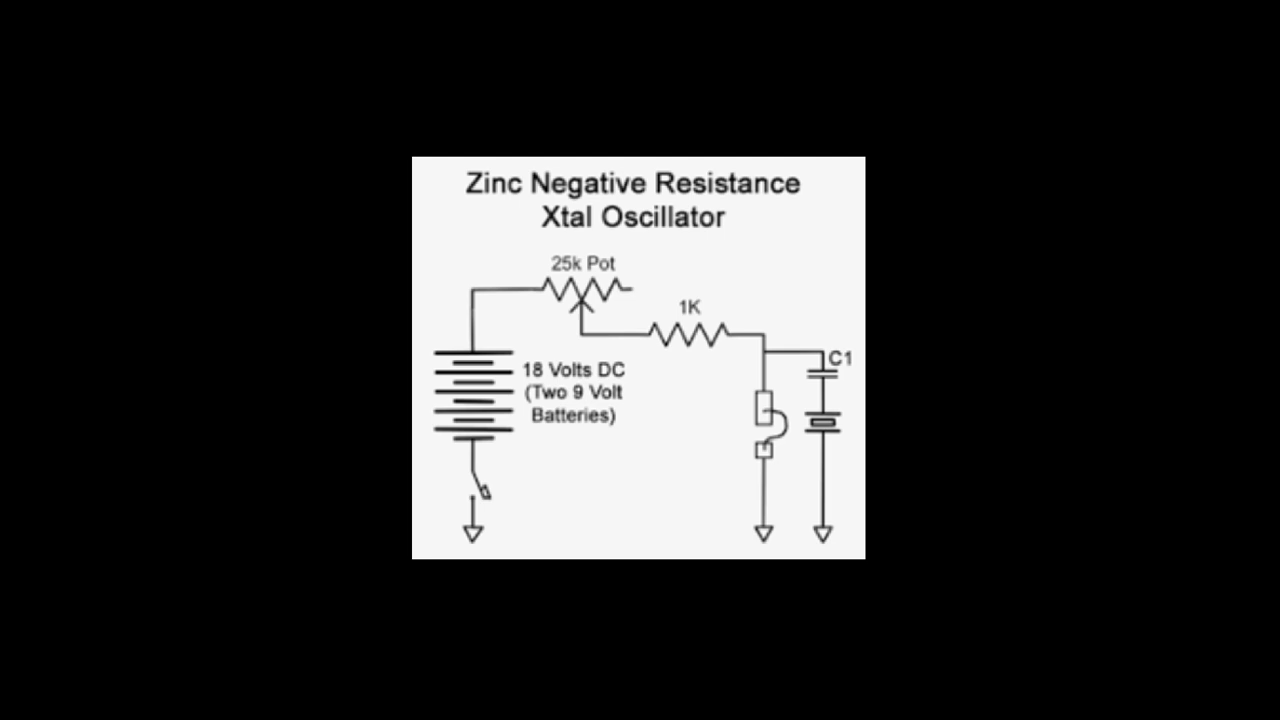 Zinc Negative Resistance
Xtal Oscillator
25k Pot
1K
C1
18 Volts DC
(Two 9 Volt
Batteries)